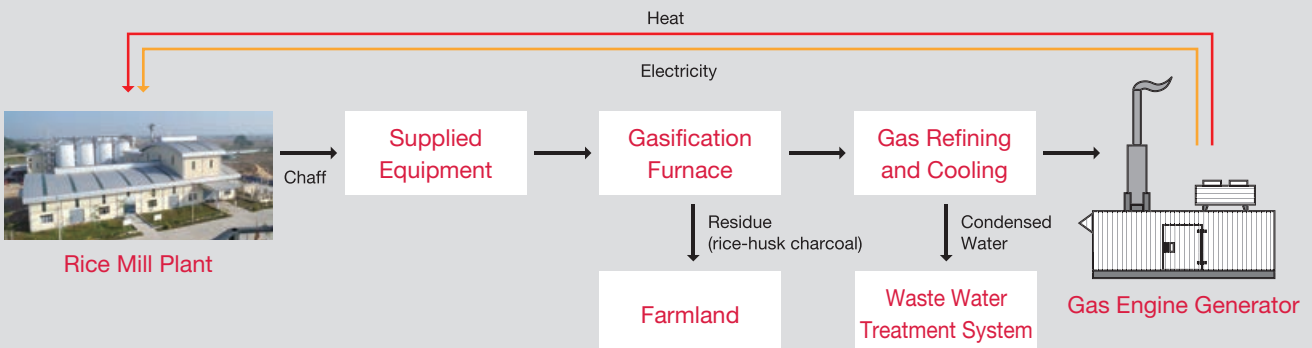 Heat
Electricity
Supplied
Equipment
Gasification
Furnace
Gas Refining
and Cooling
Chaff
Residue
(rice-husk charcoal)
Condensed
Water
Rice Mill Plant
Farmland
Waste Water
Treatment System
Gas Engine Generator